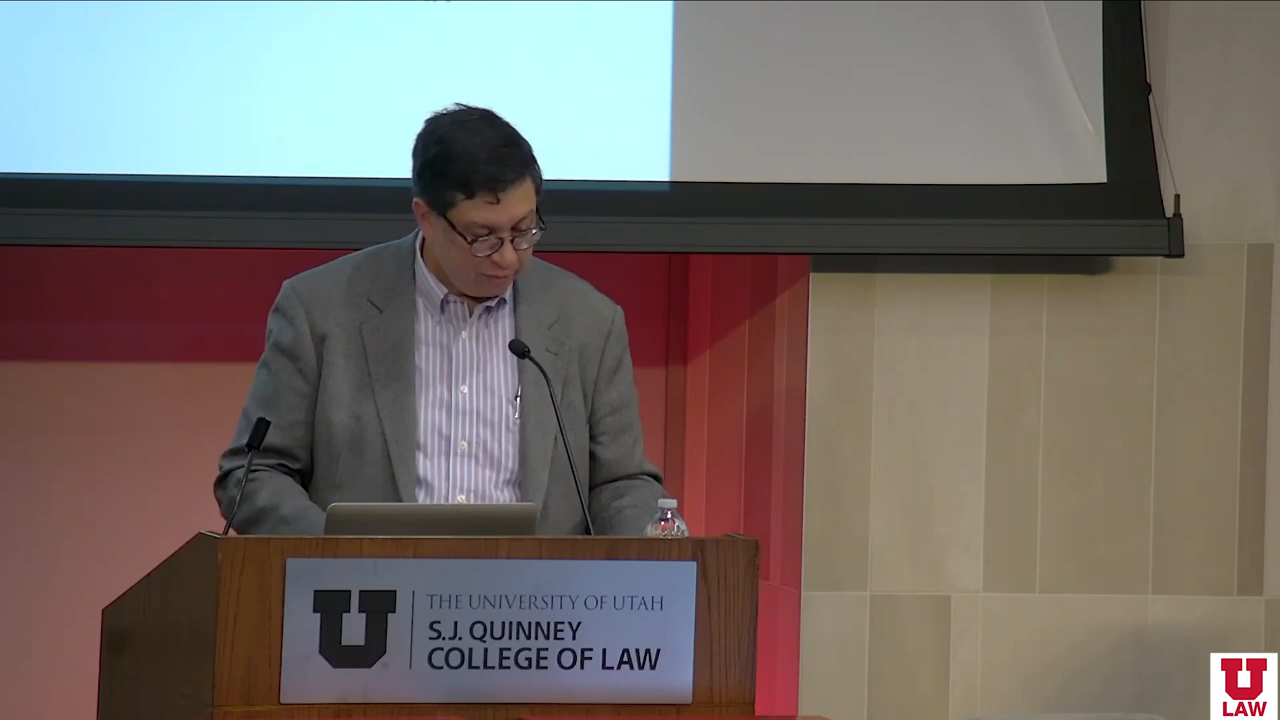 U
THE UNIVERSITY OF UTAH
S.J. QUINNEY
COLLEGE OF LAW
U
LAW